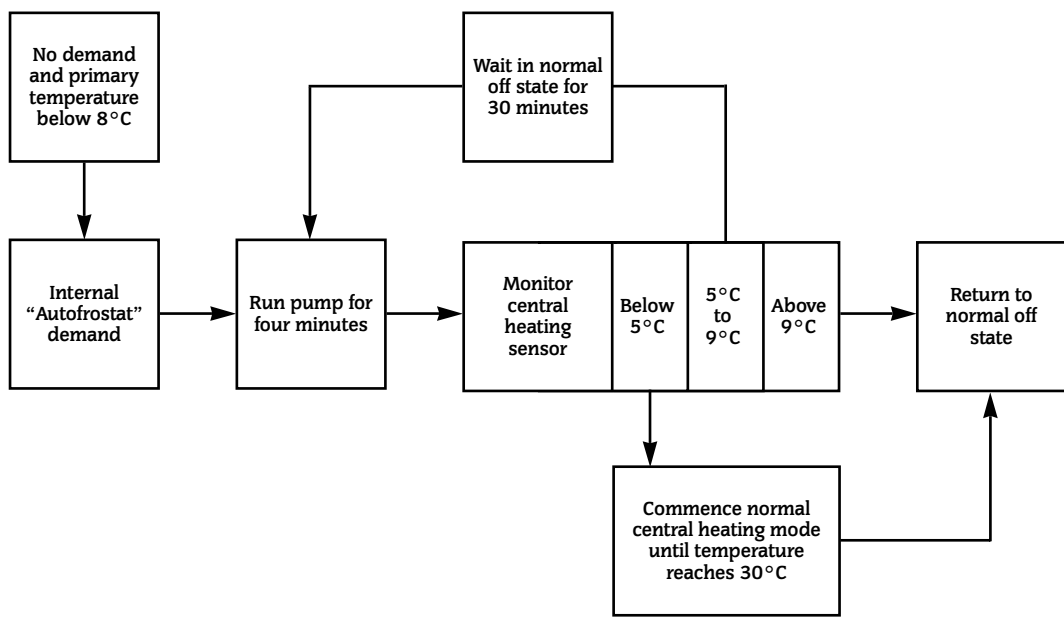 No demand
and primary
temperature
below 8°C
Wait in normal
off state for
30 minutes
Internal
“Autofrostat”
demand
Run pump for
four minutes
Monitor
central
heating
sensor
Below
5°C
5°C
to
9°C
Above
9°C
Return to
normal off
state
Commence normal
central heating mode
until temperature
reaches 30°C